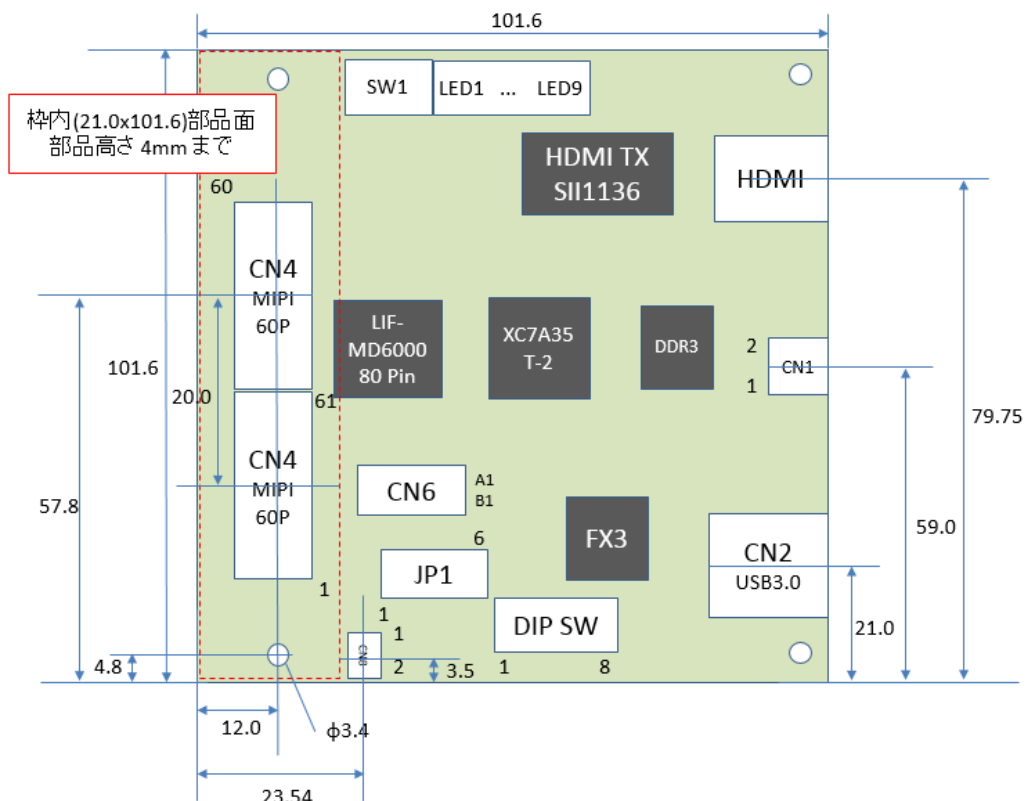 101.6
SW1
LED1 ... LED9
枠内(21.0x101.6)部品面
部品高さ 4mm まで
HDMI TX
SII1136
HDMI
60
CN4
MIPI
60P
LIF-
MD6000
80 Pin
XC7A35
T-2
DDR3
2
CN1
1
101.6
20.0
61
79.75
CN4
MIPI
60P
CN6
A1
B1
57.8
FX3
CN2
USB3.0
59.0
6
JP1
1
1
1
DIP SW
21.0
4.8
2
3.5
1
8
12.0
φ3.4
23.54